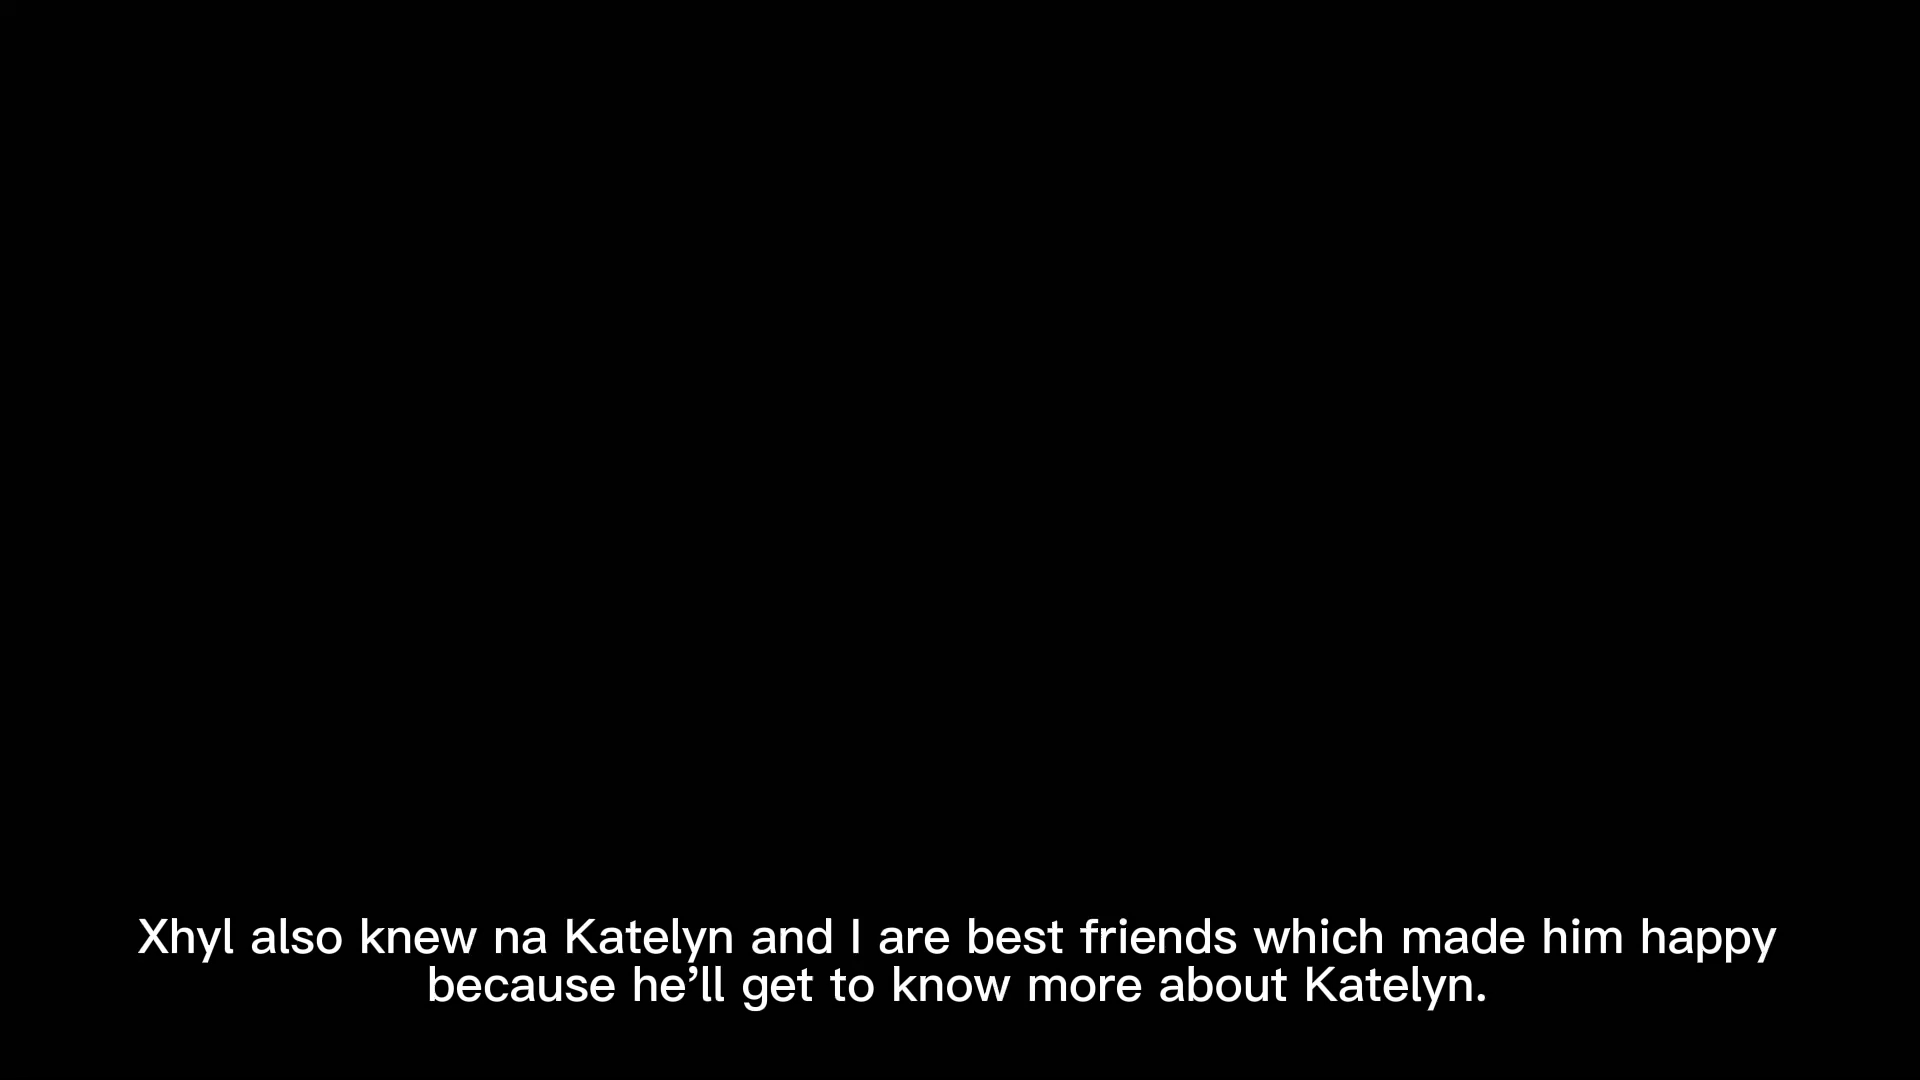 Xhyl also knew na Katelyn and I are best friends which made him happy
because he’ll get to know more about Katelyn.